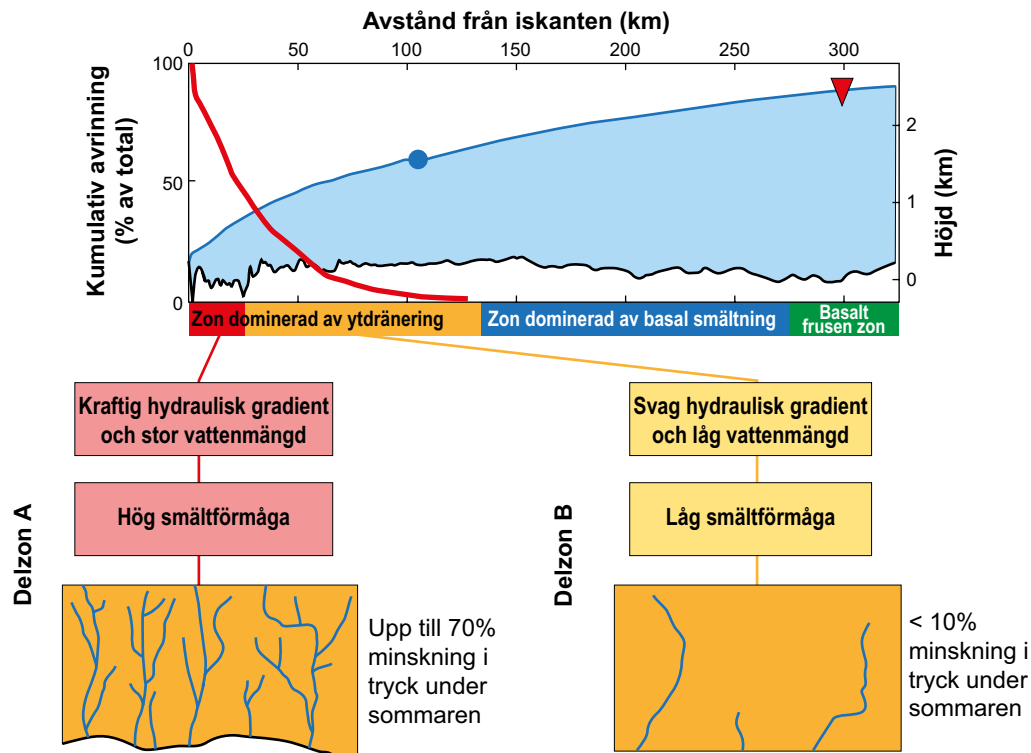 Avstånd från iskanten (km)
0 50 100 150 200 250 300
Kumulativ avrinning
(% av total)
100
50
0
Höjd (km)
2
1
0
Zon dominerad av ytdränering
Zon dominerad av basal smältning
Basalt
frusen zon
Kraftig hydraulisk gradient
och stor vattenmängd
Hög smältförmåga
Delzon A
Upp till 70%
minskning i
tryck under
sommaren
Svag hydraulisk gradient
och låg vattenmängd
Låg smältförmåga
Delzon B
< 10%
minskning i
tryck under
sommaren